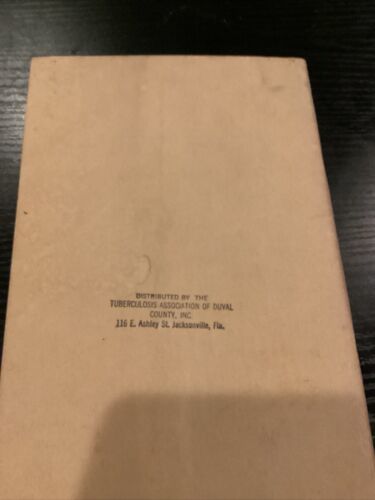 DISTRIBUTED BY THE
TUBERCULOSIS ASSOCIATION OF DUVAL
COUNTY, INC.
116 E. Ashley St. Jacksonville, Fla.